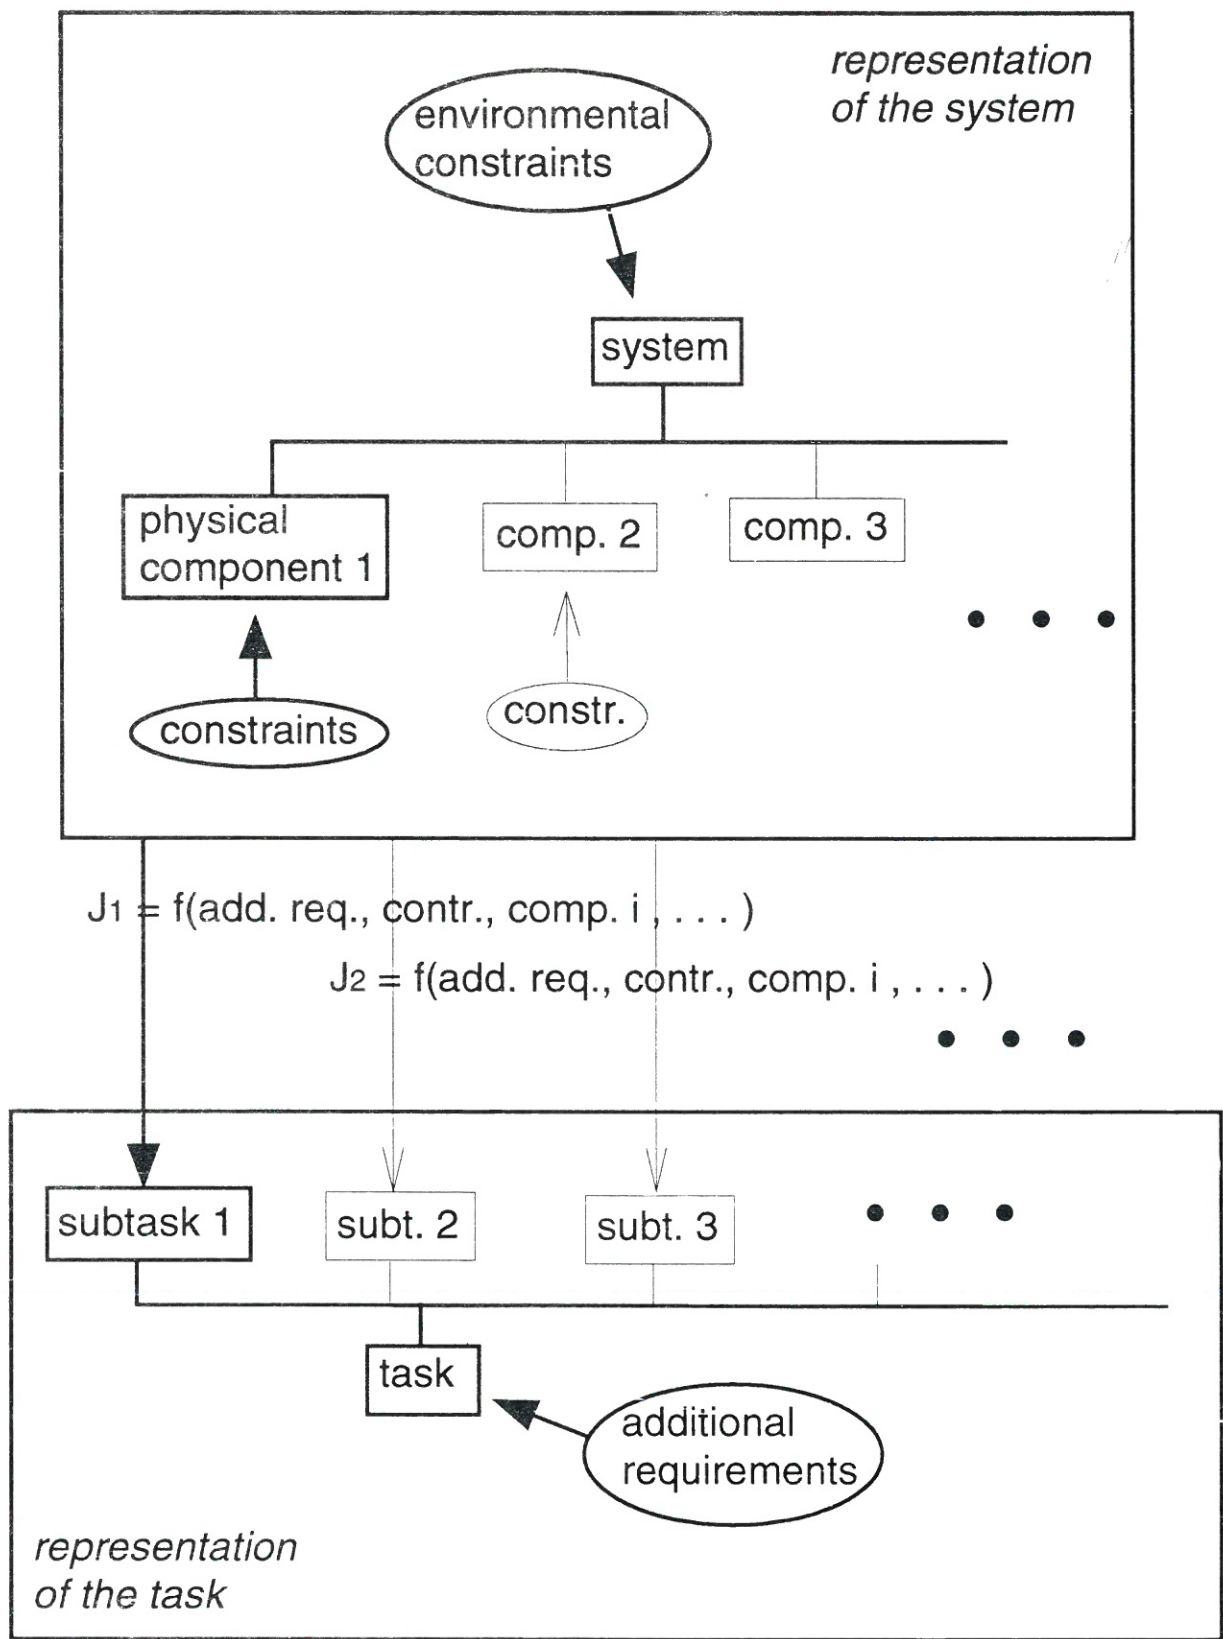 representation
of the system
environmental
constraints
system
physical
component 1
comp. 2
comp. 3
constraints
constr.
J1 = f(add. req., contr., comp. i , . . . )
J2 = f(add. req., contr., comp. i , . . . )
subtask 1
subt. 2
subt. 3
task
additional
requirements
representation
of the task